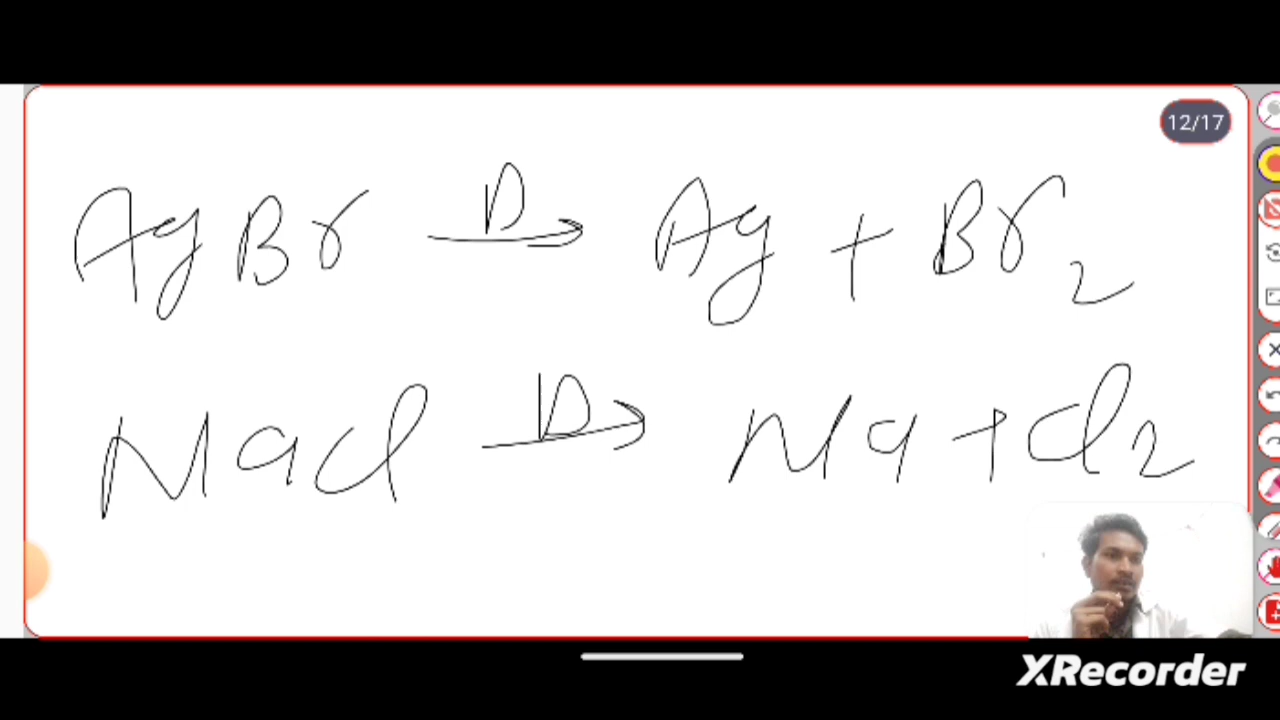 12/17
AgBr D→ Ag + Br2
NaCl D→ Na + Cl2
XRecorder